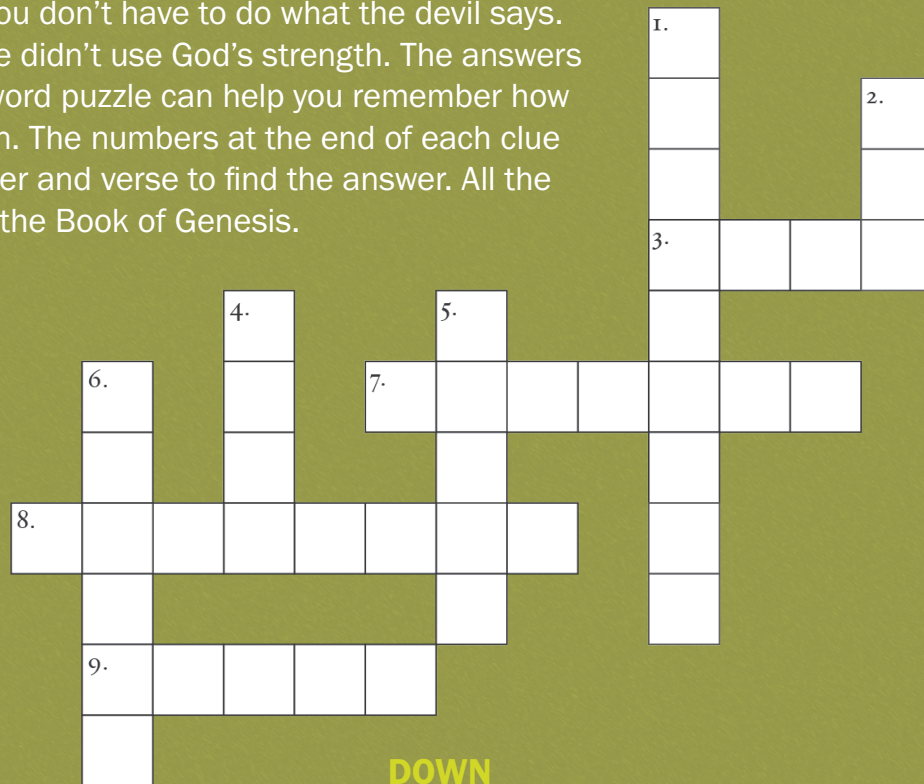 ou don't have to do what the devil says.
e didn't use God's strength. The answers
word puzzle can help you remember how
n. The numbers at the end of each clue
er and verse to find the answer. All the
the Book of Genesis.
1.
2.
3.
4.
5.
6.
7.
8.
9.
DOWN